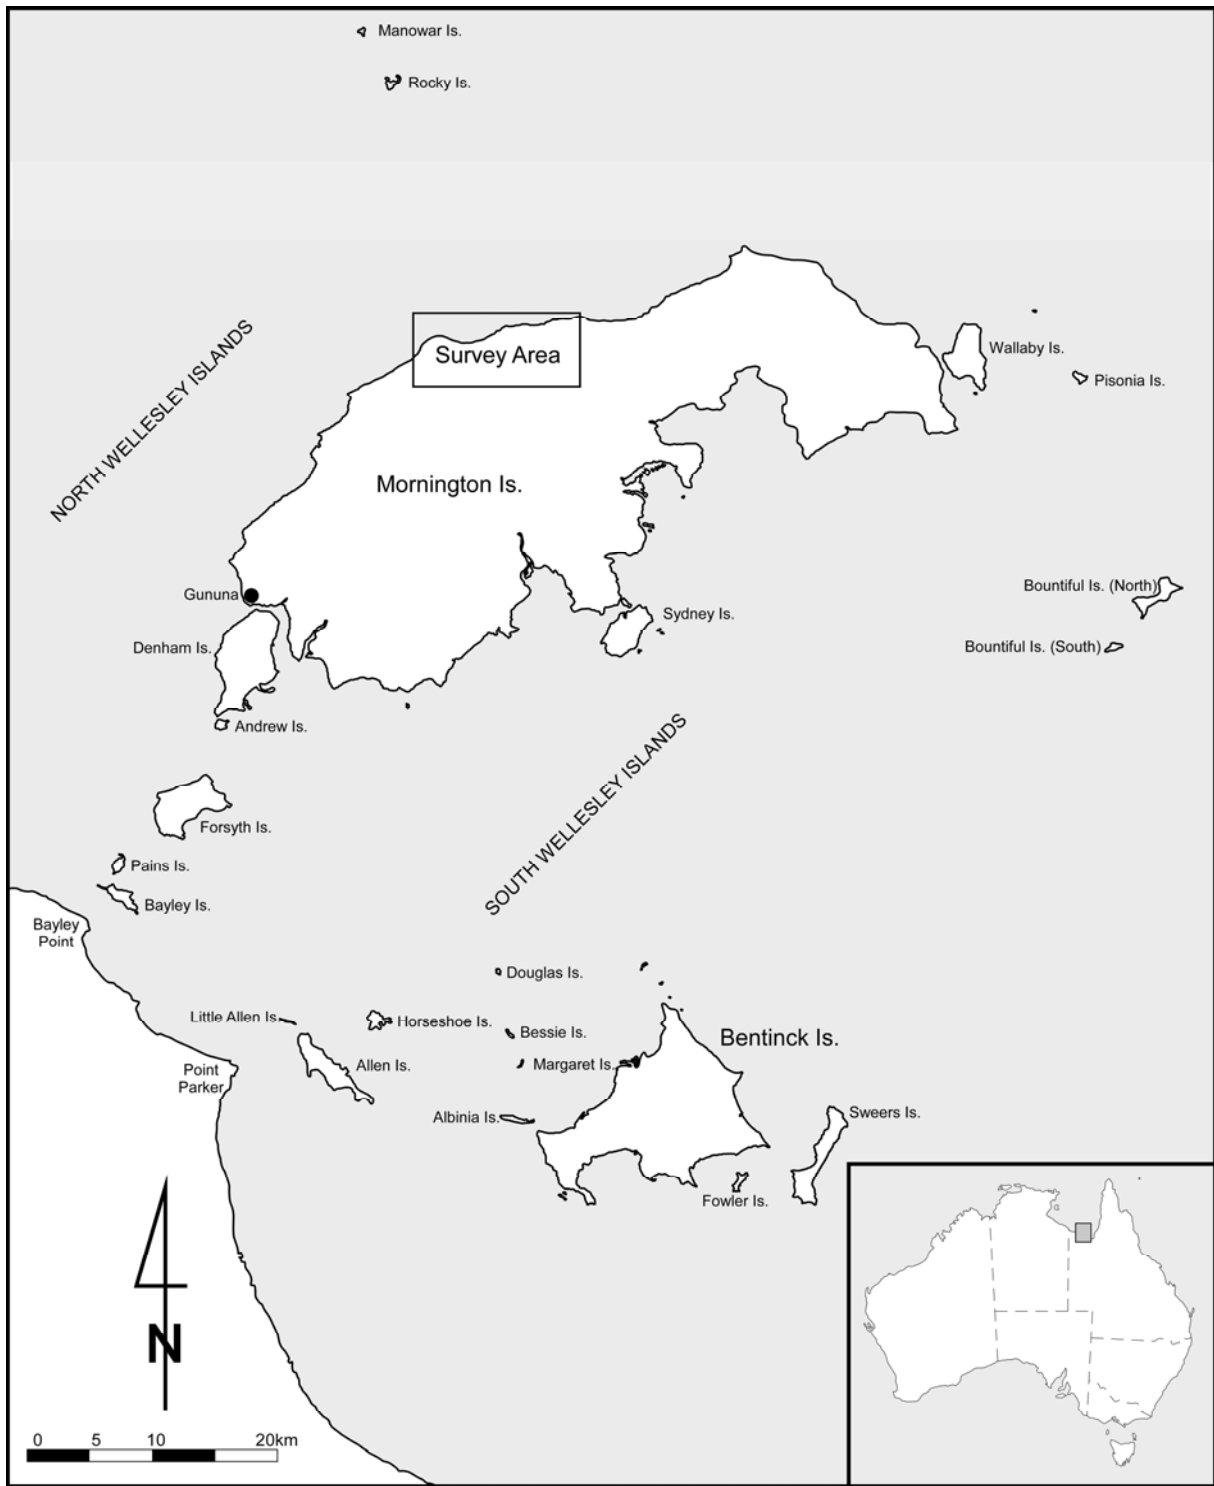 Manowar Is.
Rocky Is.
NORTH WELLESLEY ISLANDS
Survey Area
Wallaby Is.
Pisonia Is.
Mornington Is.
Gununa
Bountiful Is. (North)
Sydney Is.
Denham Is.
Bountiful Is. (South)
Andrew Is.
SOUTH WELLESLEY ISLANDS
Forsyth Is.
Pains Is.
Bayley Is.
Bayley
Point
Douglas Is.
Little Allen Is.
Horseshoe Is.
Bessie Is.
Bentinck Is.
Point
Parker
Allen Is.
Margaret Is.
Albinia Is.
Sweers Is.
Fowler Is.
N
0 5 10 20km